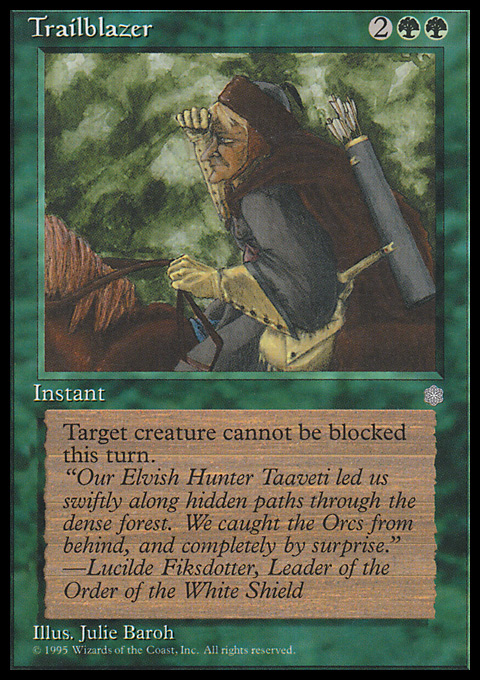 Trailblazer
2
Instant
Target creature cannot be blocked
this turn.
“Our Elvish Hunter Taaveti led us
swiftly along hidden paths through the
dense forest. We caught the Orcs from
behind, and completely by surprise.”
—Lucilde Fiksdotter, Leader of the
Order of the White Shield
Illus. Julie Baroh
© 1995 Wizards of the Coast, Inc. All rights reserved.